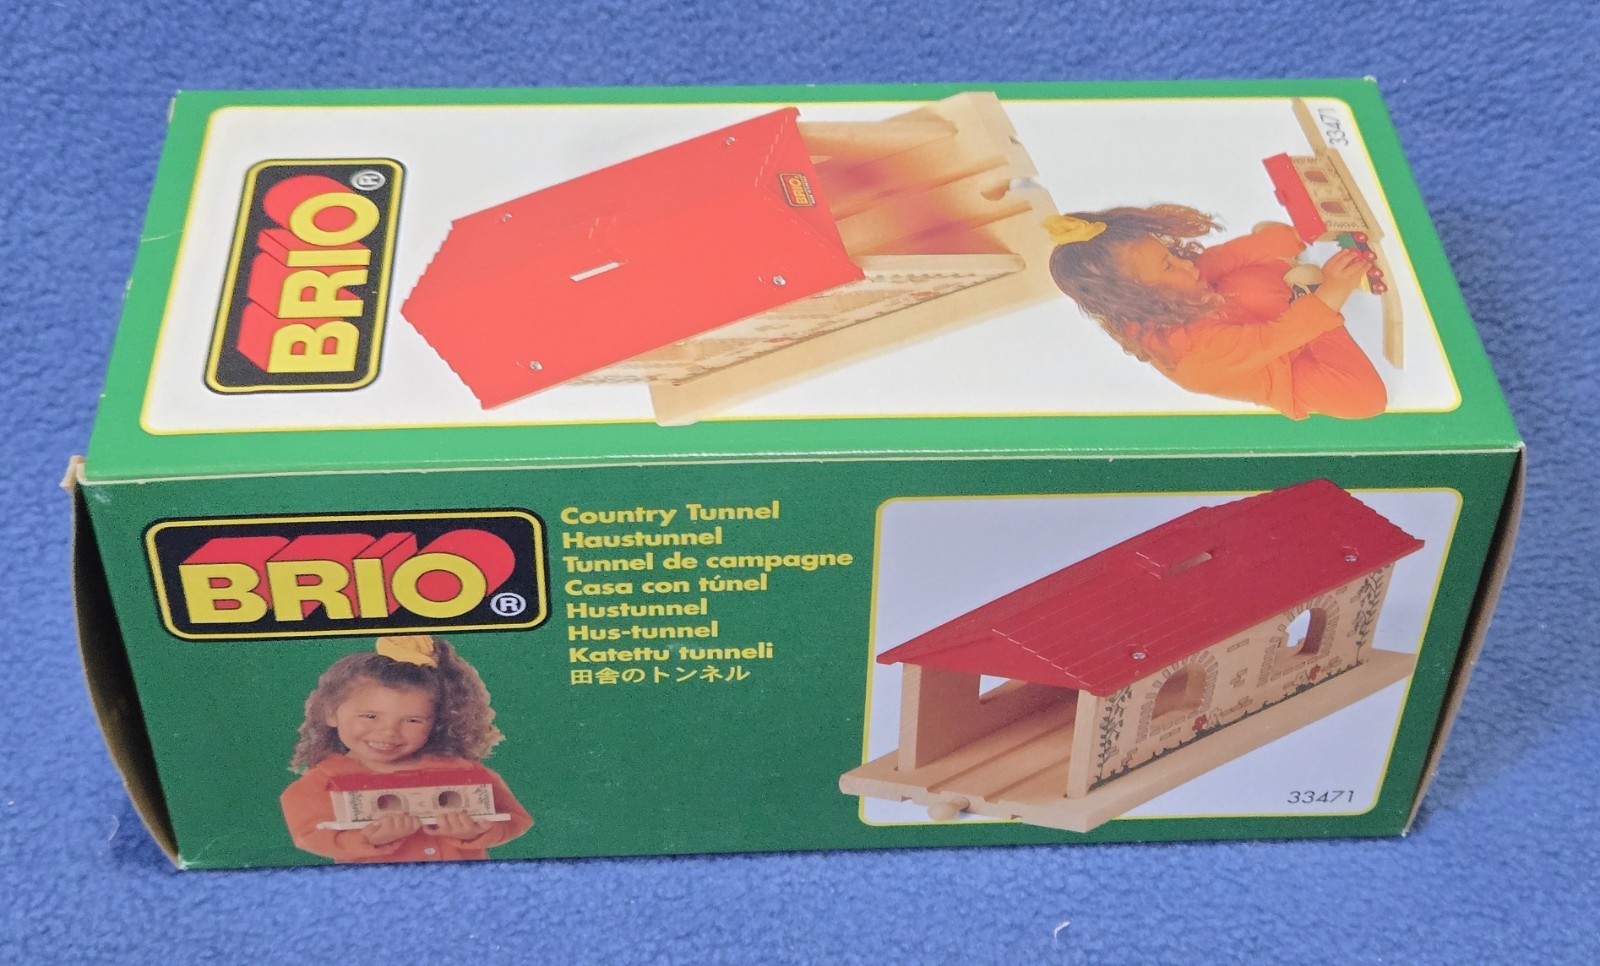 BRIO®
BRIO
33471
BRIO®
Country Tunnel
Haustunnel
Tunnel de campagne
Casa con túnel
Hustunnel
Hus-tunnel
Katettu tunneli
田舎のトンネル
33471